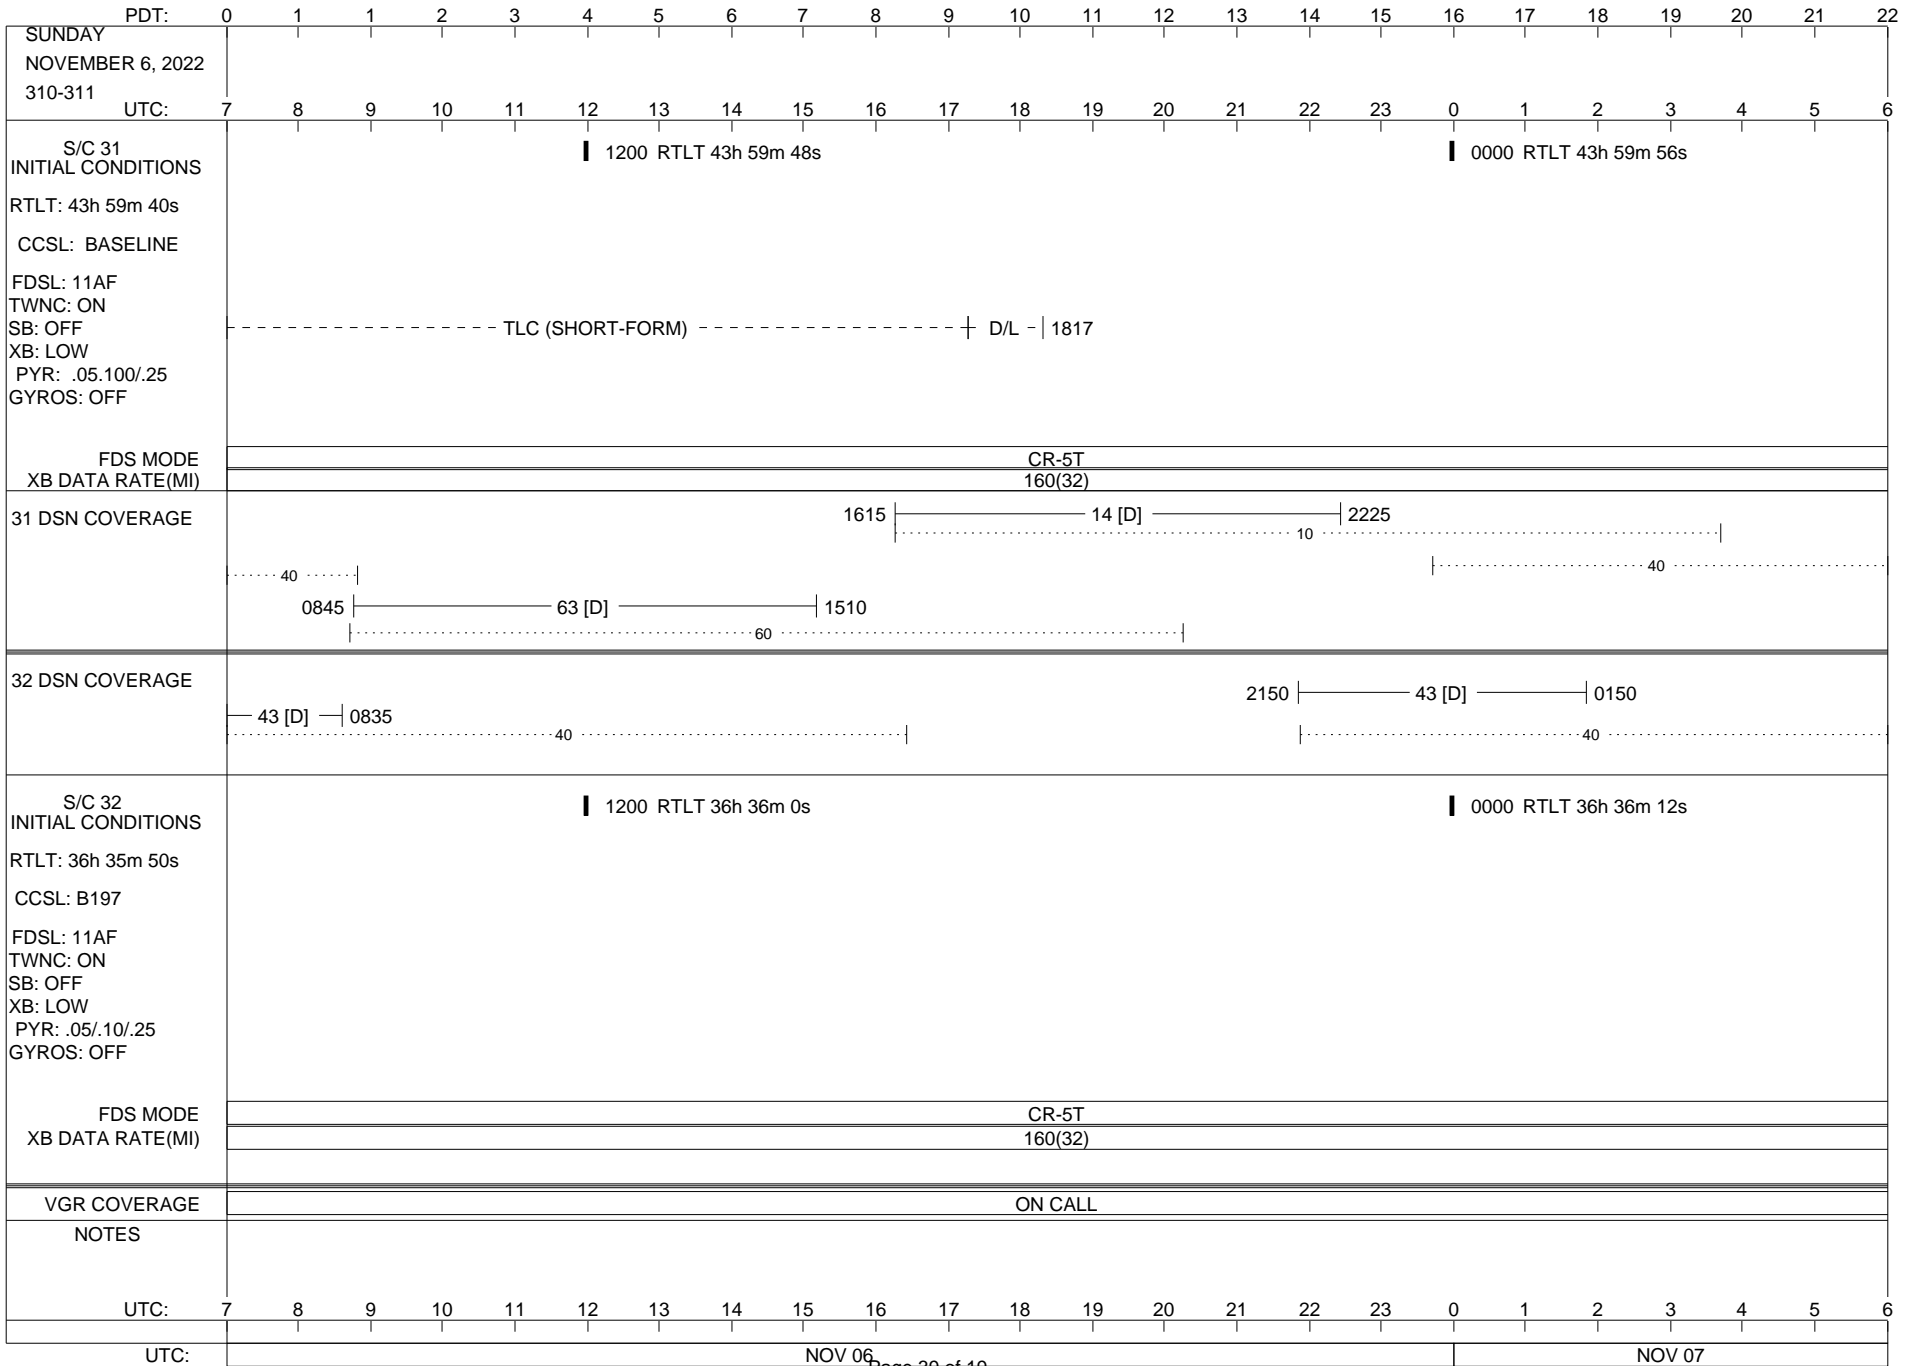 PDT: 0 1 1 2 3 4 5 6 7 8 9 10 11 12 13 14 15 16 17 18 19 20 21 22
SUNDAY
NOVEMBER 6, 2022
310-311
UTC: 7 8 9 10 11 12 13 14 15 16 17 18 19 20 21 22 23 0 1 2 3 4 5 6
S/C 31
INITIAL CONDITIONS
1200 RTLT 43h 59m 48s
0000 RTLT 43h 59m 56s
RTLT: 43h 59m 40s
CCSL: BASELINE
FDSL: 11AF
TWNC: ON
SB: OFF
TLC (SHORT-FORM) D/L 1817
XB: LOW
PYR: .05.100/.25
GYROS: OFF
FDS MODE CR-5T
XB DATA RATE(MI) 160(32)
31 DSN COVERAGE
1615 14 [D] 2225
10
40
40
0845 63 [D] 1510
60
32 DSN COVERAGE
2150 43 [D] 0150
43 [D] 0835
40 40
S/C 32
INITIAL CONDITIONS
1200 RTLT 36h 36m 0s
0000 RTLT 36h 36m 12s
RTLT: 36h 35m 50s
CCSL: B197
FDSL: 11AF
TWNC: ON
SB: OFF
XB: LOW
PYR: .05/.10/.25
GYROS: OFF
FDS MODE CR-5T
XB DATA RATE(MI) 160(32)
VGR COVERAGE ON CALL
NOTES
UTC: 7 8 9 10 11 12 13 14 15 16 17 18 19 20 21 22 23 0 1 2 3 4 5 6
UTC: NOV 06 NOV 07